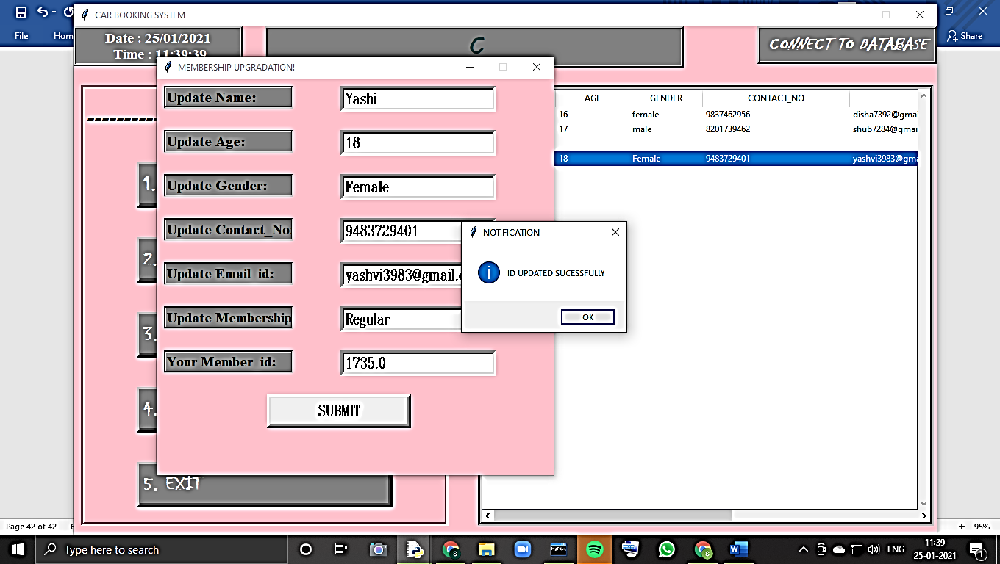 CAR BOOKING SYSTEM
File
Hom
Share
Date : 25/01/2021
Time : 11:39:39
C
CONNECT TO DATABASE
MEMBERSHIP UPGRADATION!
Update Name:
Yashi
Update Age:
18
Update Gender:
Female
Update Contact_No
9483729401
Update Email_id:
yashvi3983@gmail.c
Update Membership
Regular
Your Member_id:
1735.0
SUBMIT
NOTIFICATION
ID UPDATED SUCESSFULLY
OK
AGE GENDER CONTACT_NO
16 female 9837462956 disha7392@gma
17 male 8201739462 shub7284@gmai
18 Female 9483729401 yashvi3983@gma
--------
1.
2.
3.
4.
5. EXIT
Page 42 of 42
95%
Type here to search
ENG
11:39
25-01-2021
1